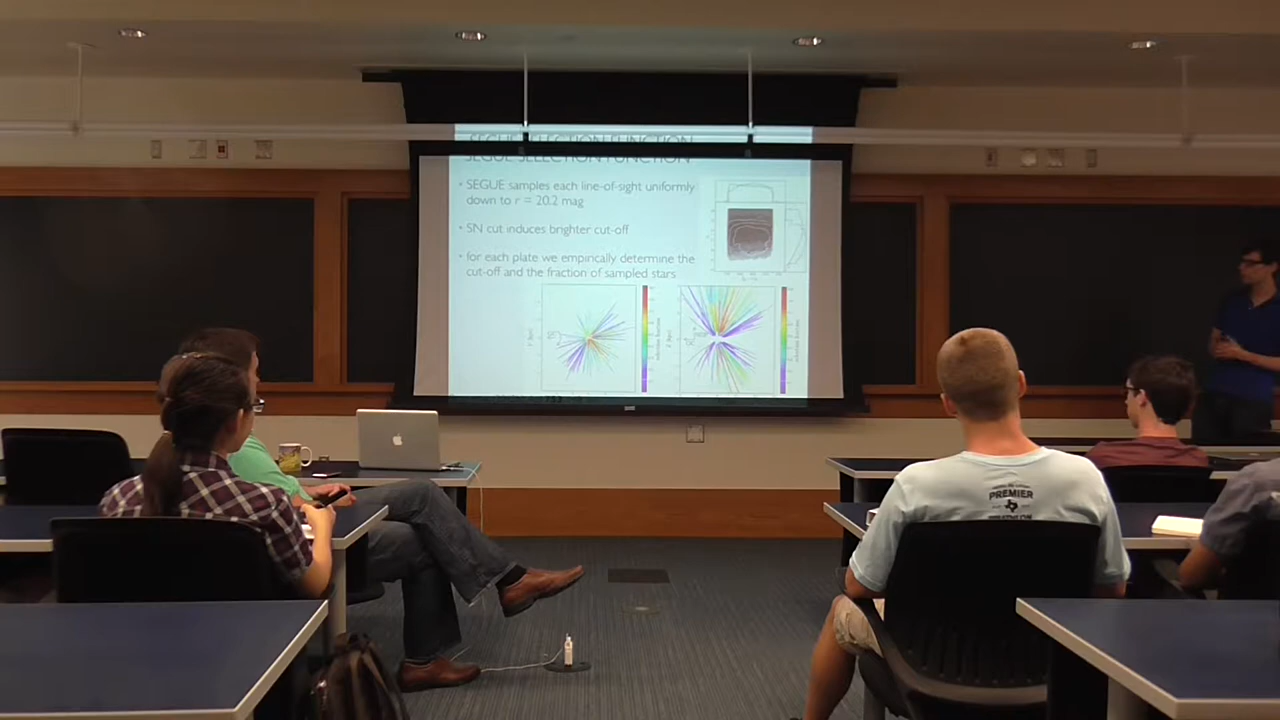 SEGUE SELECTION FUNCTION
• SEGUE samples each line-of-sight uniformly
down to r = 20.2 mag
• SN cut induces brighter cut-off
• for each plate we empirically determine the
cut-off and the fraction of sampled stars
PREMIER